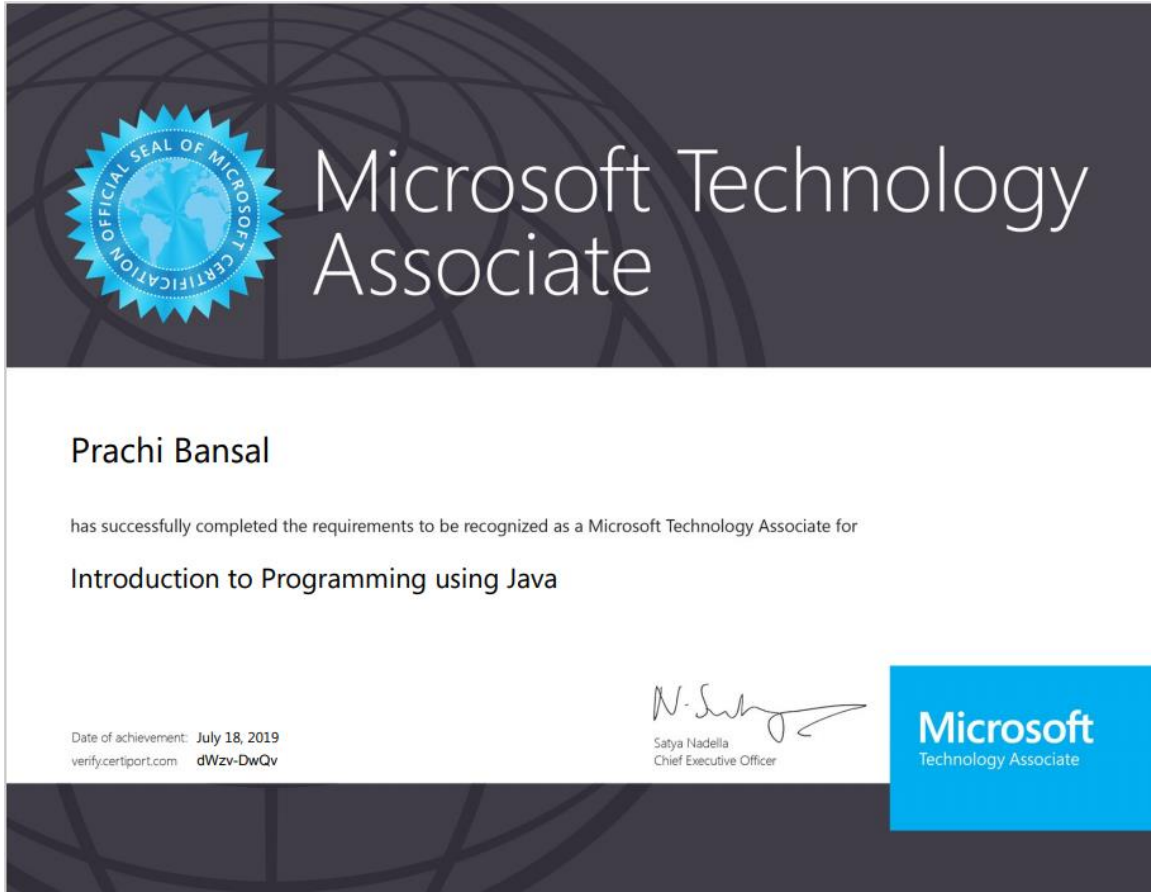 OFFICIAL SEAL OF MICROSOFT CERTIFICATION
Microsoft Technology
Associate
Prachi Bansal
has successfully completed the requirements to be recognized as a Microsoft Technology Associate for
Introduction to Programming using Java
Date of achievement: July 18, 2019
verify.certiport.com dWzv-DwQv
N. Satya
Satya Nadella
Chief Executive Officer
Microsoft
Technology Associate